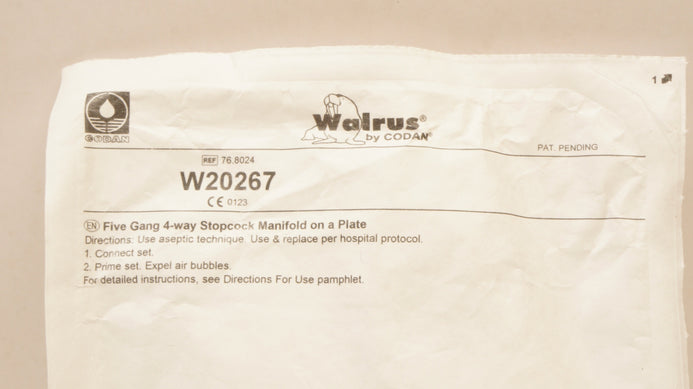 1
CODAN
Walrus®
by CODAN®
PAT. PENDING
REF 76.8024
W20267
CE 0123
EN Five Gang 4-way Stopcock Manifold on a Plate
Directions: Use aseptic technique. Use & replace per hospital protocol.
1. Connect set.
2. Prime set. Expel air bubbles.
For detailed instructions, see Directions For Use pamphlet.